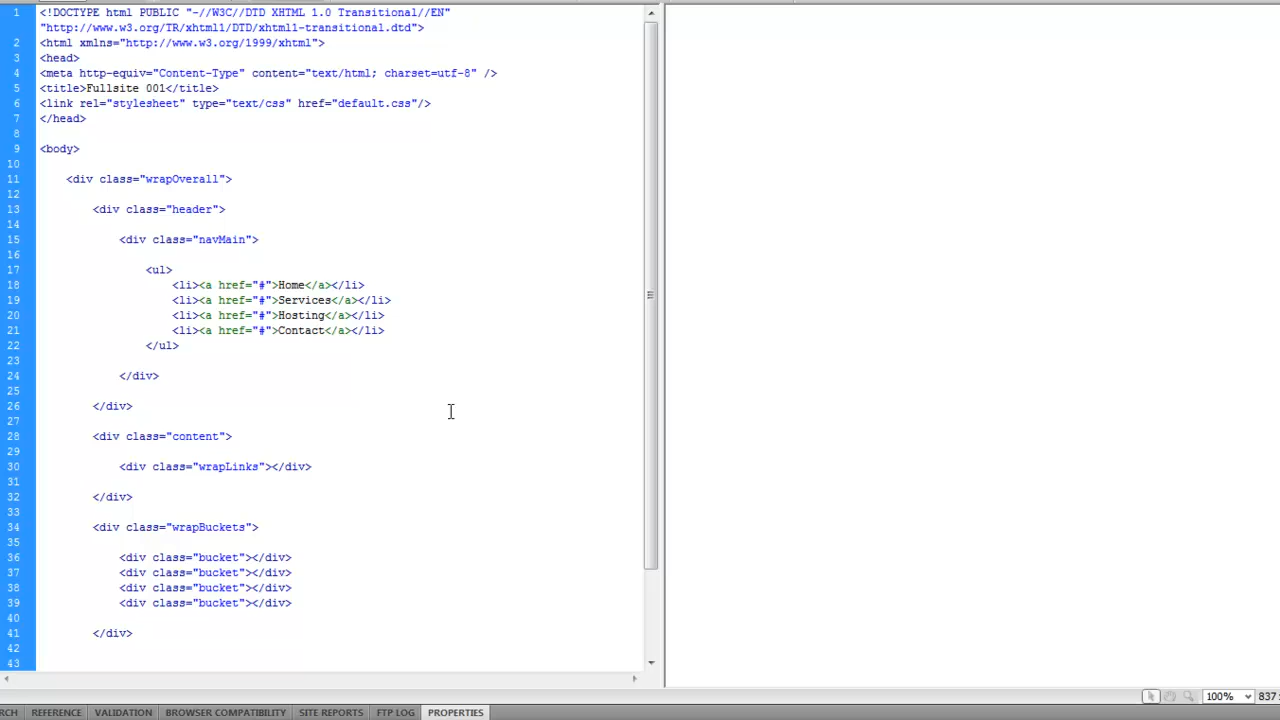 1 <!DOCTYPE html PUBLIC "-//W3C//DTD XHTML 1.0 Transitional//EN"
"http://www.w3.org/TR/xhtml1/DTD/xhtml1-transitional.dtd">
2 <html xmlns="http://www.w3.org/1999/xhtml">
3 <head>
4 <meta http-equiv="Content-Type" content="text/html; charset=utf-8" />
5 <title>Fullsite 001</title>
6 <link rel="stylesheet" type="text/css" href="default.css"/>
7 </head>
8
9 <body>
10
11 <div class="wrapOverall">
12
13 <div class="header">
14
15 <div class="navMain">
16
17 <ul>
18 <li><a href="#">Home</a></li>
19 <li><a href="#">Services</a></li>
20 <li><a href="#">Hosting</a></li>
21 <li><a href="#">Contact</a></li>
22 </ul>
23
24 </div>
25
26 </div>
27
28 <div class="content">
29
30 <div class="wrapLinks"></div>
31
32 </div>
33
34 <div class="wrapBuckets">
35
36 <div class="bucket"></div>
37 <div class="bucket"></div>
38 <div class="bucket"></div>
39 <div class="bucket"></div>
40
41 </div>
42
43
100% 837
RCH REFERENCE VALIDATION BROWSER COMPATIBILITY SITE REPORTS FTP LOG PROPERTIES